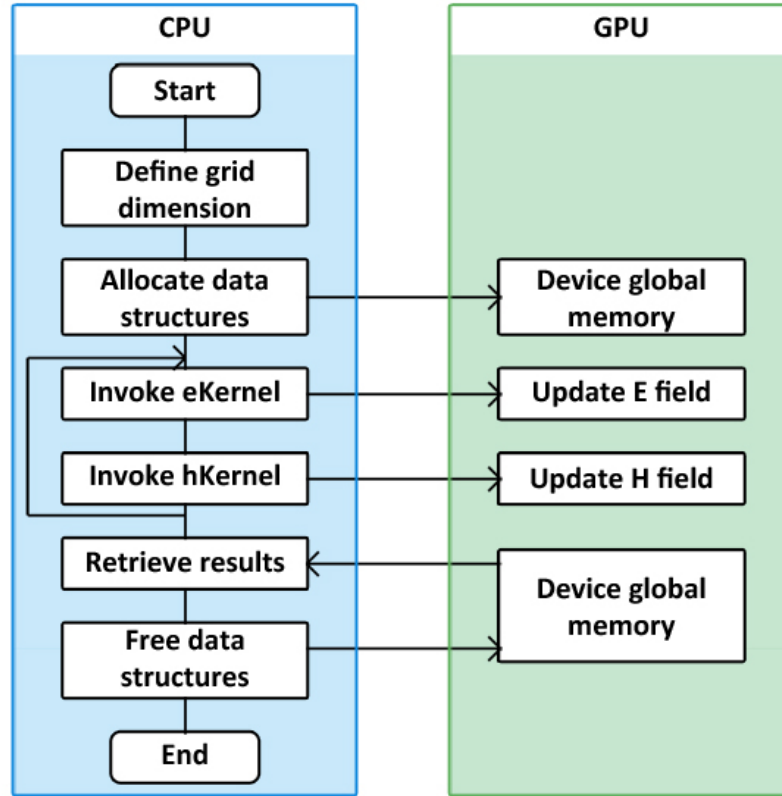 CPU
Start
Define grid
dimension
Allocate data
structures
Invoke eKernel
Invoke hKernel
Retrieve results
Free data
structures
End
GPU
Device global
memory
Update E field
Update H field
Device global
memory